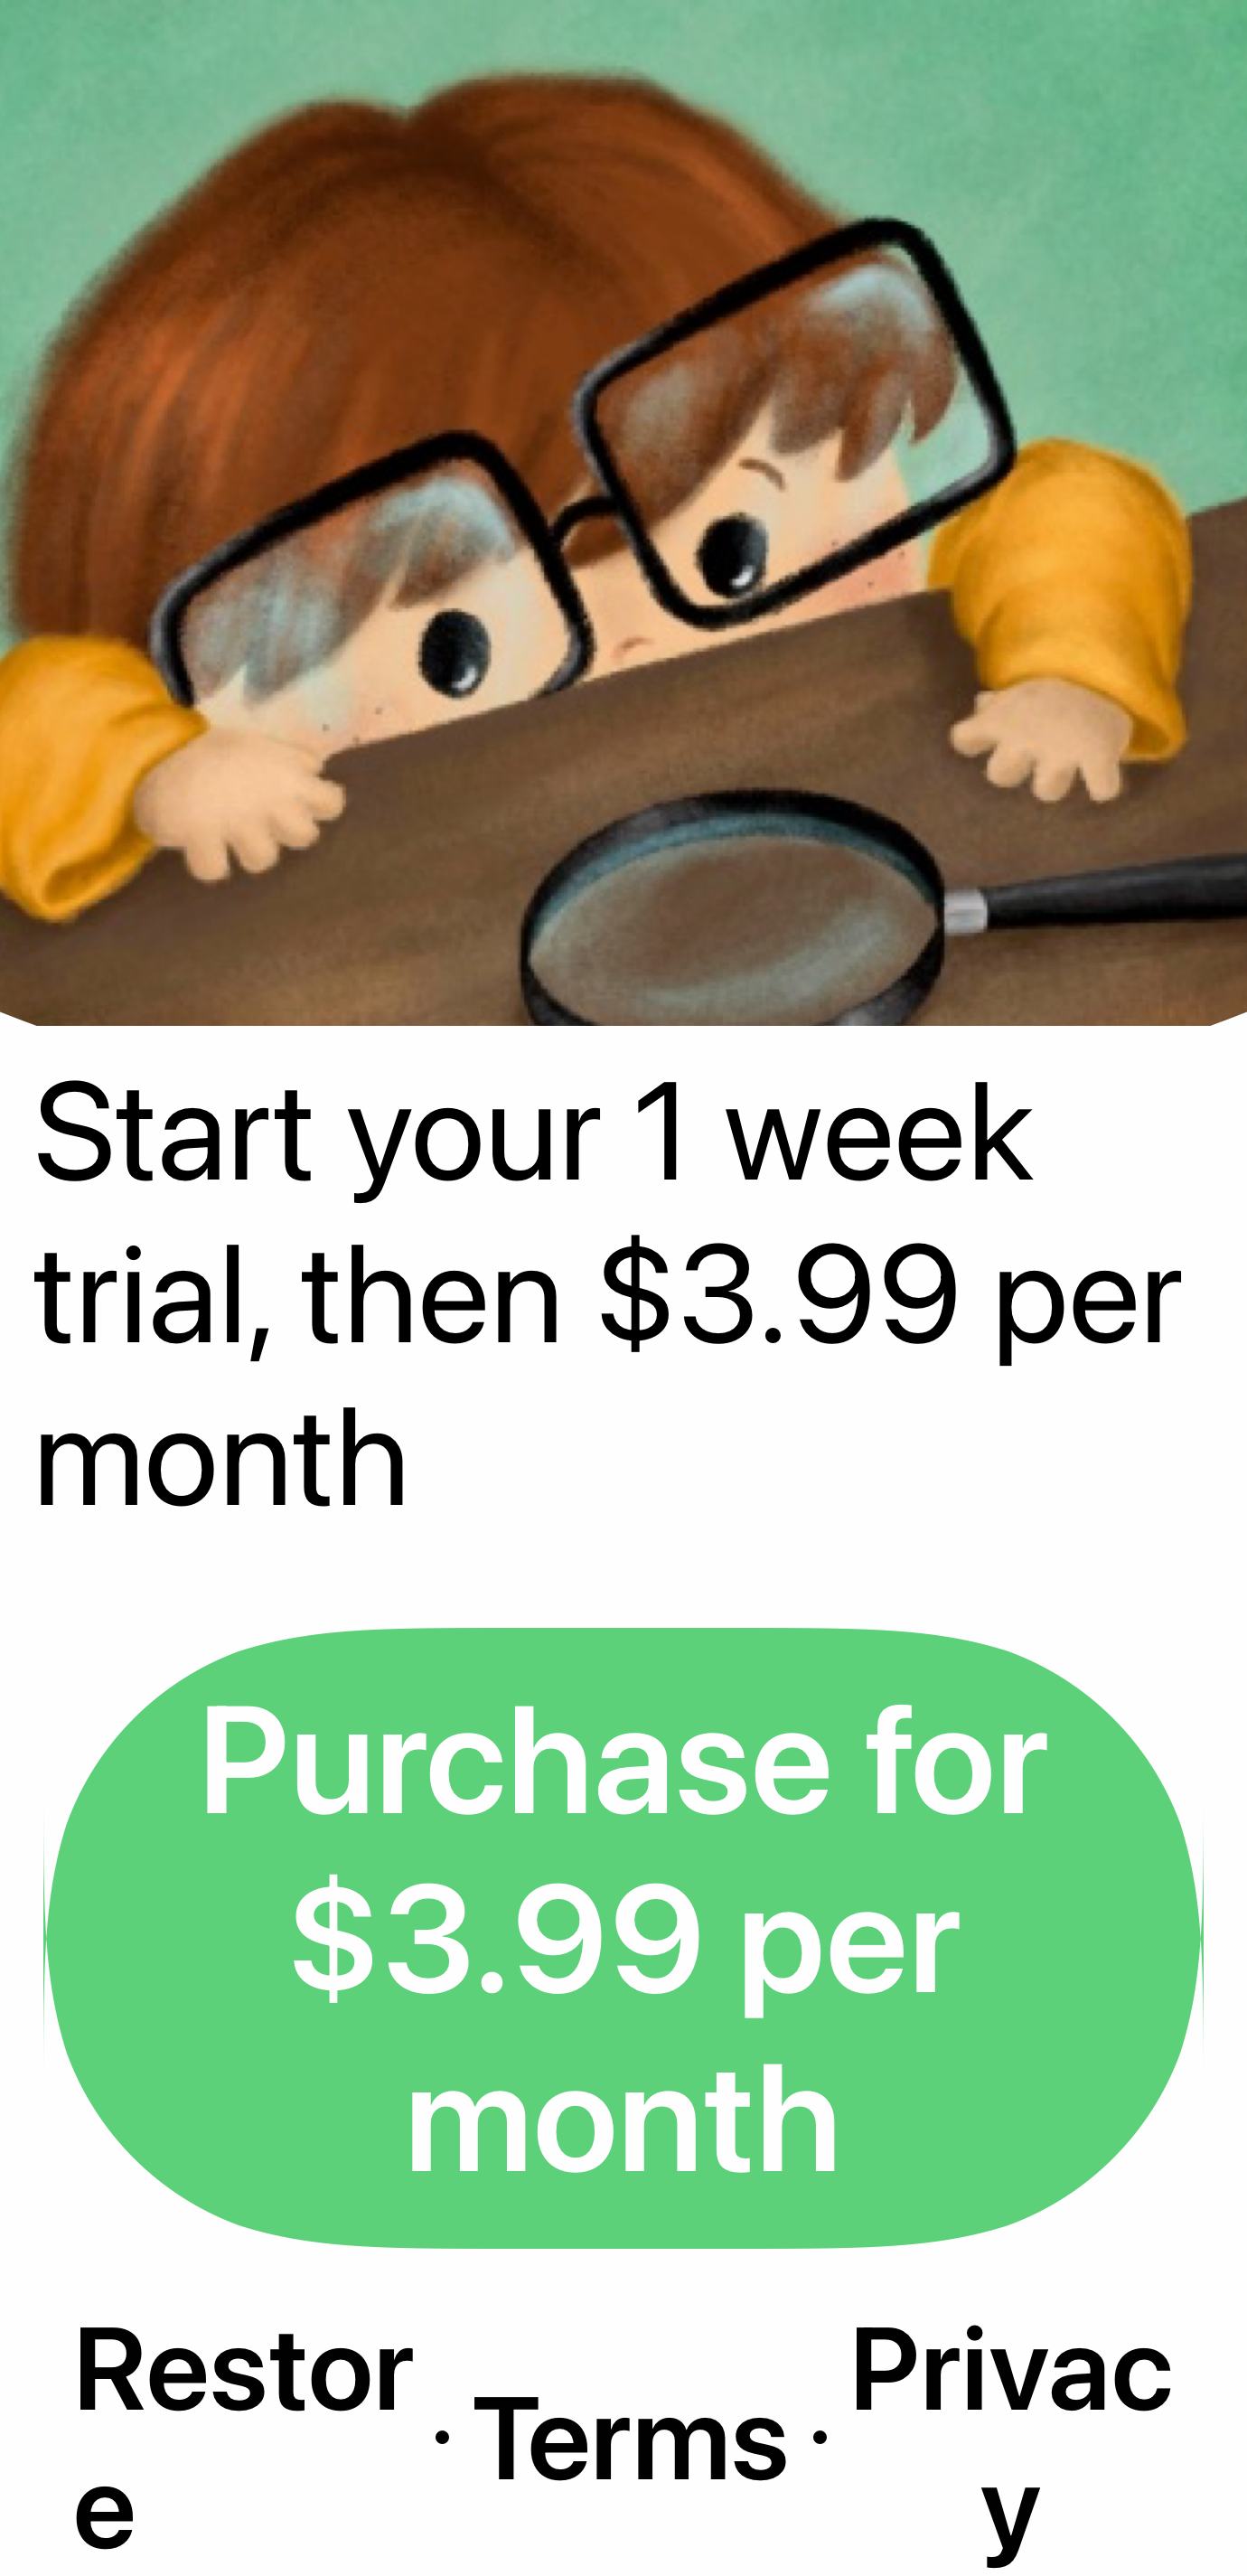 Start your 1 week
trial, then $3.99 per
month
Purchase for
$3.99 per
month
Restor
e
· Terms ·
Privac
y